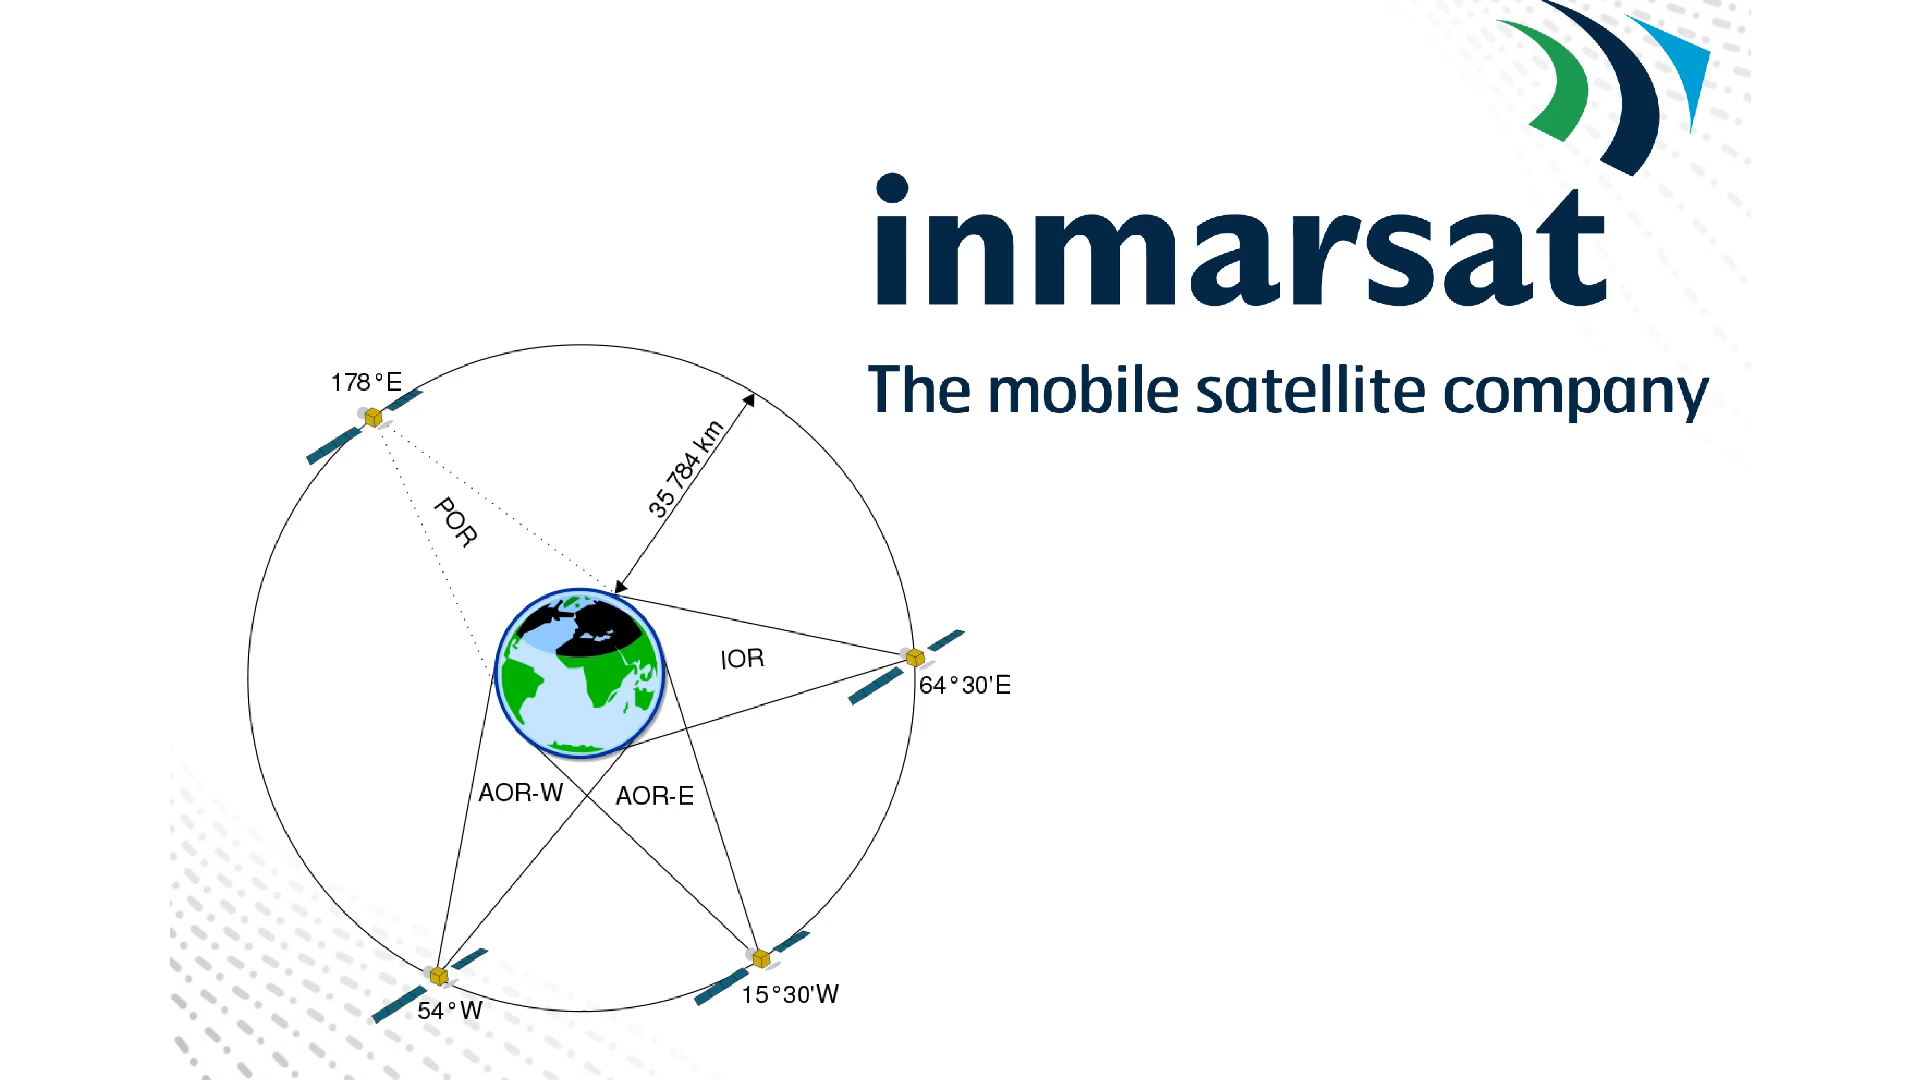 inmarsat
The mobile satellite company
178°E
35 784 km
POR
IOR
64°30'E
AOR-W
AOR-E
15°30'W
54°W